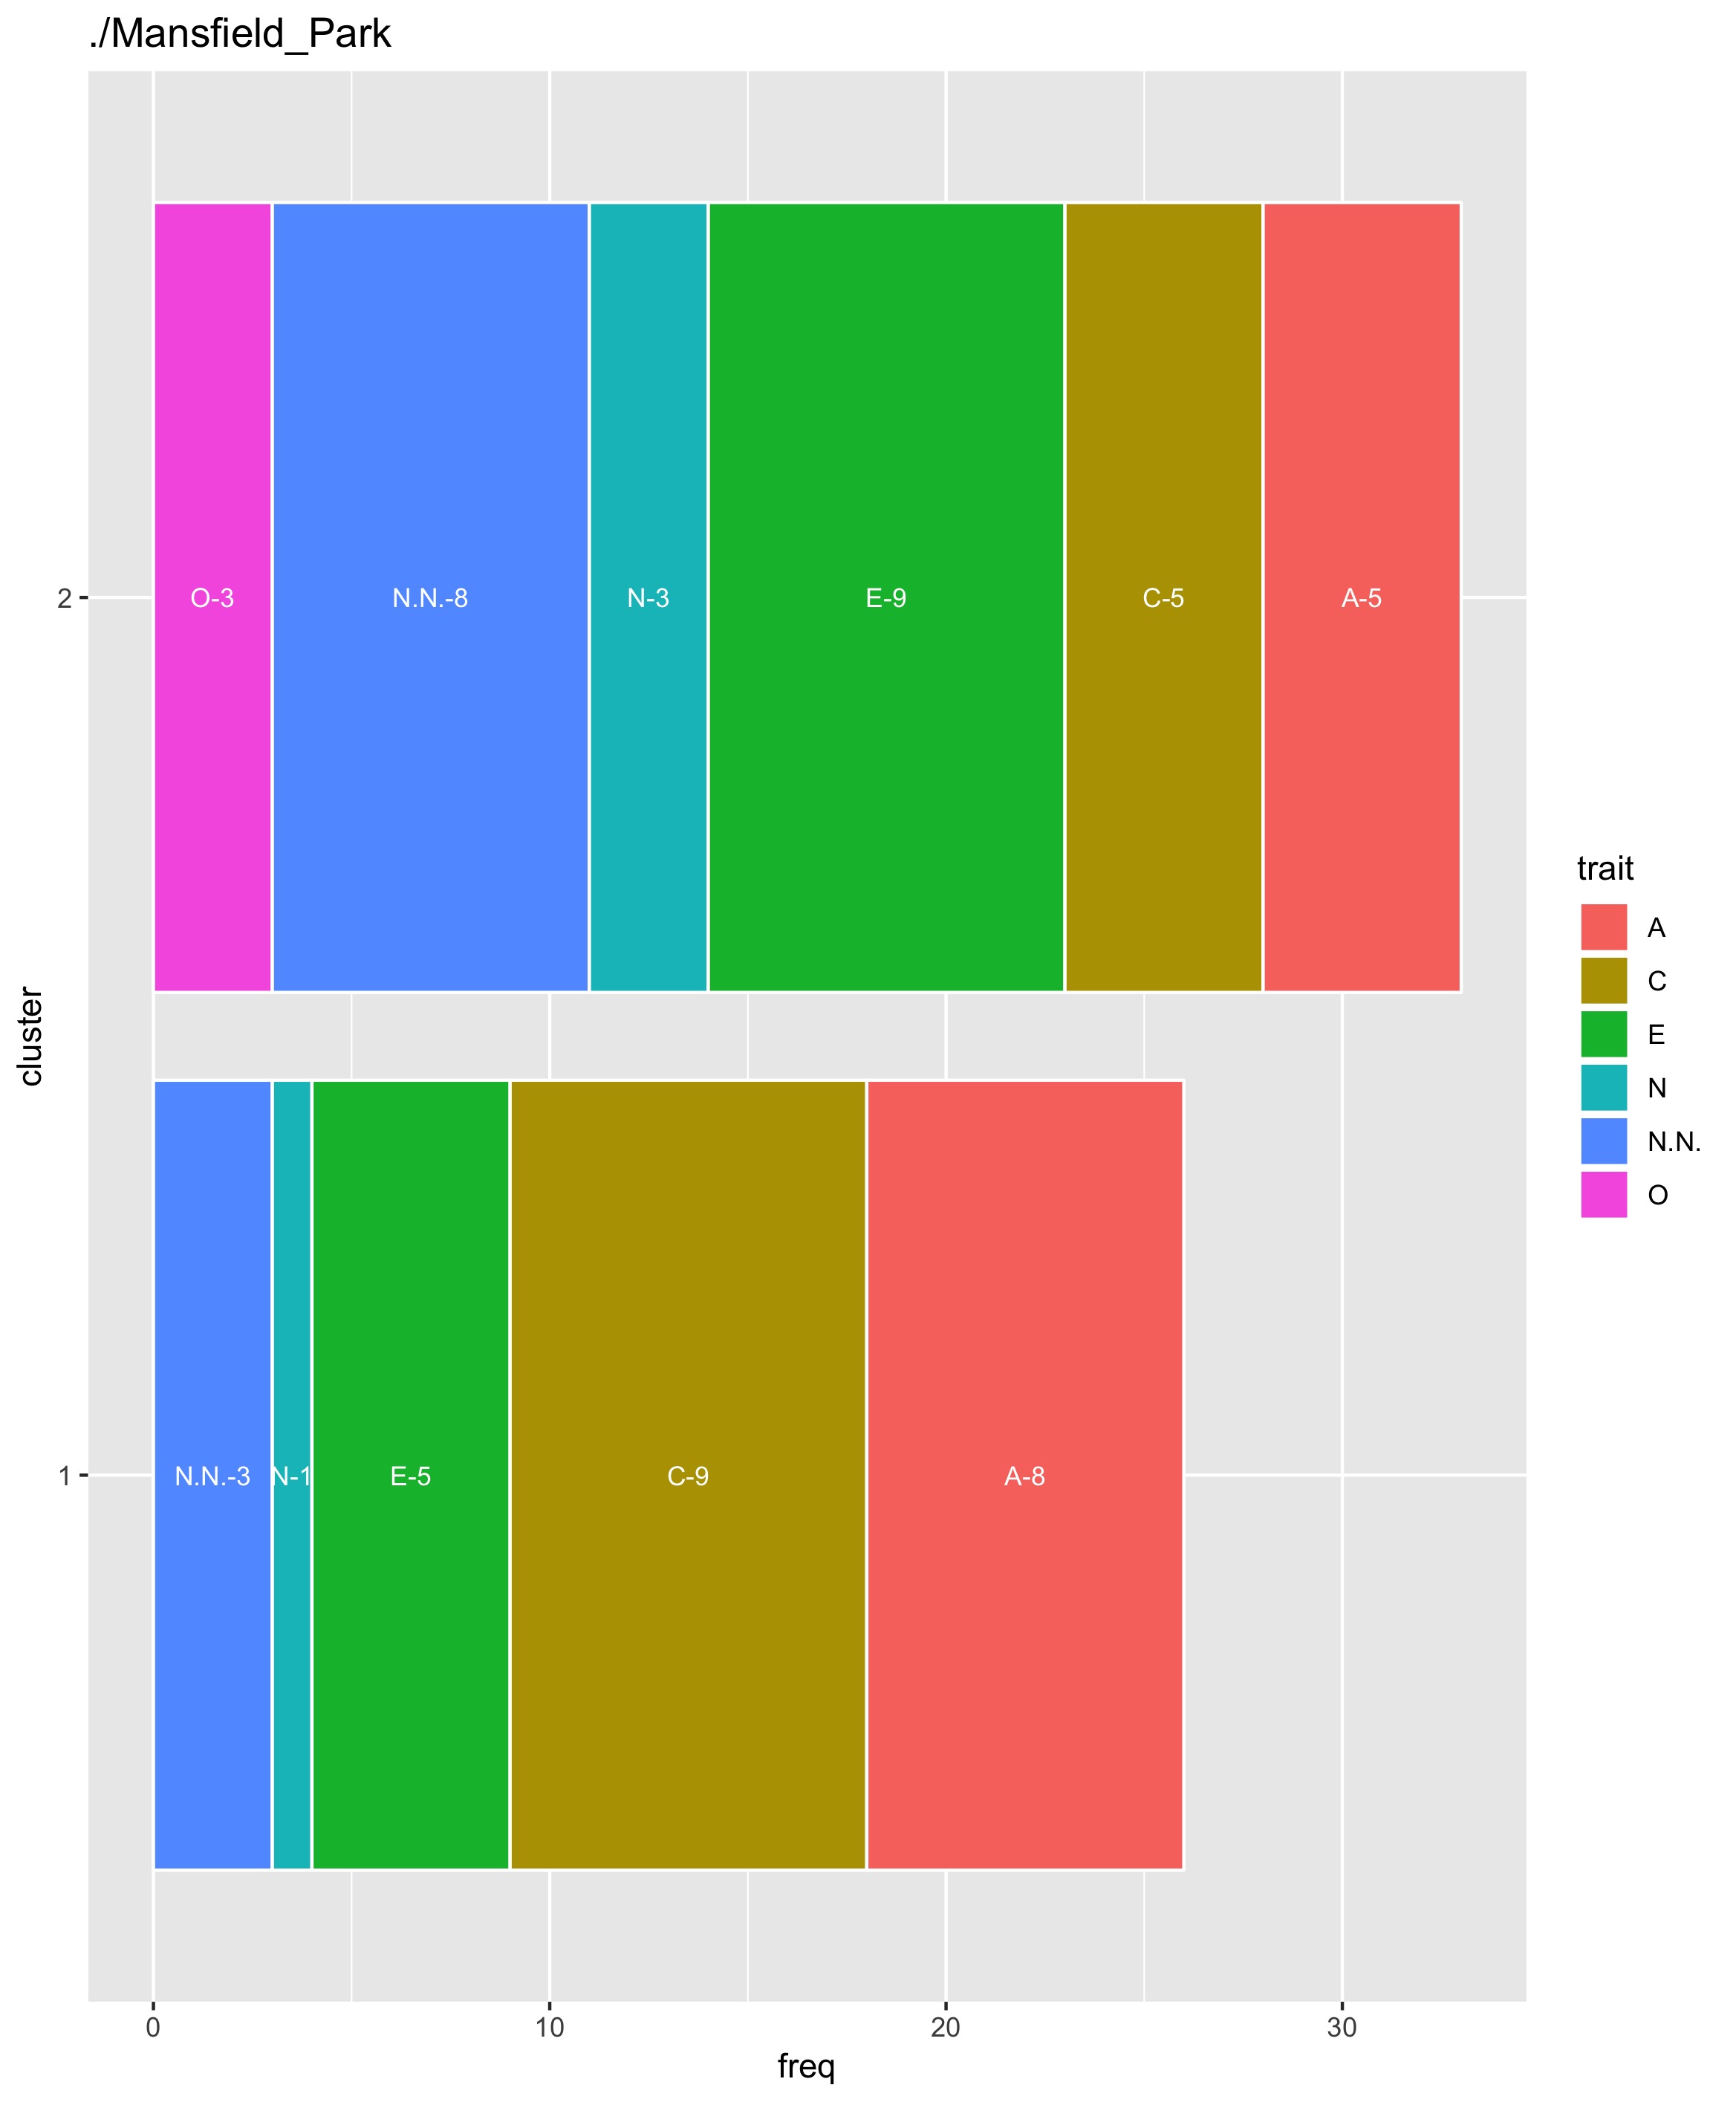 ./Mansfield_Park
2
O-3 N.N.-8 N-3 E-9 C-5 A-5
cluster
1
N.N.-3 N-1 E-5 C-9 A-8
0 10 20 30
freq
trait
A
C
E
N
N.N.
O